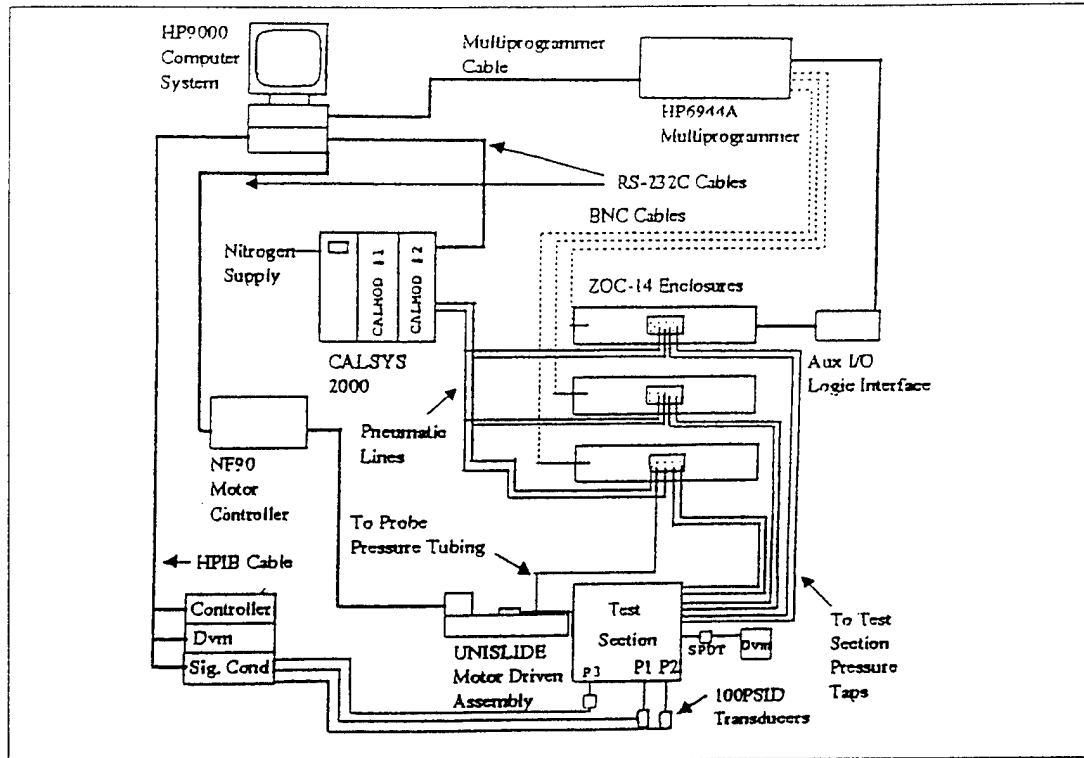 HP9000
Computer
System
Multiprogrammer
Cable
HP6944A
Multiprogrammer
RS-232C Cables
BNC Cables
Nitrogen
Supply
CALMOD #1
CALMOD #2
ZOC-14 Enclosures
CALSYS
2000
Aux I/O
Logic Interface
Pneumatic
Lines
NF90
Motor
Controller
To Probe
Pressure Tubing
HPIB Cable
Controller
Dvm
Sig. Cond
Test
Section
P3
P1
P2
SPDT
Dvm
To Test
Section
Pressure
Taps
UNISLIDE
Motor Driven
Assembly
100PSID
Transducers